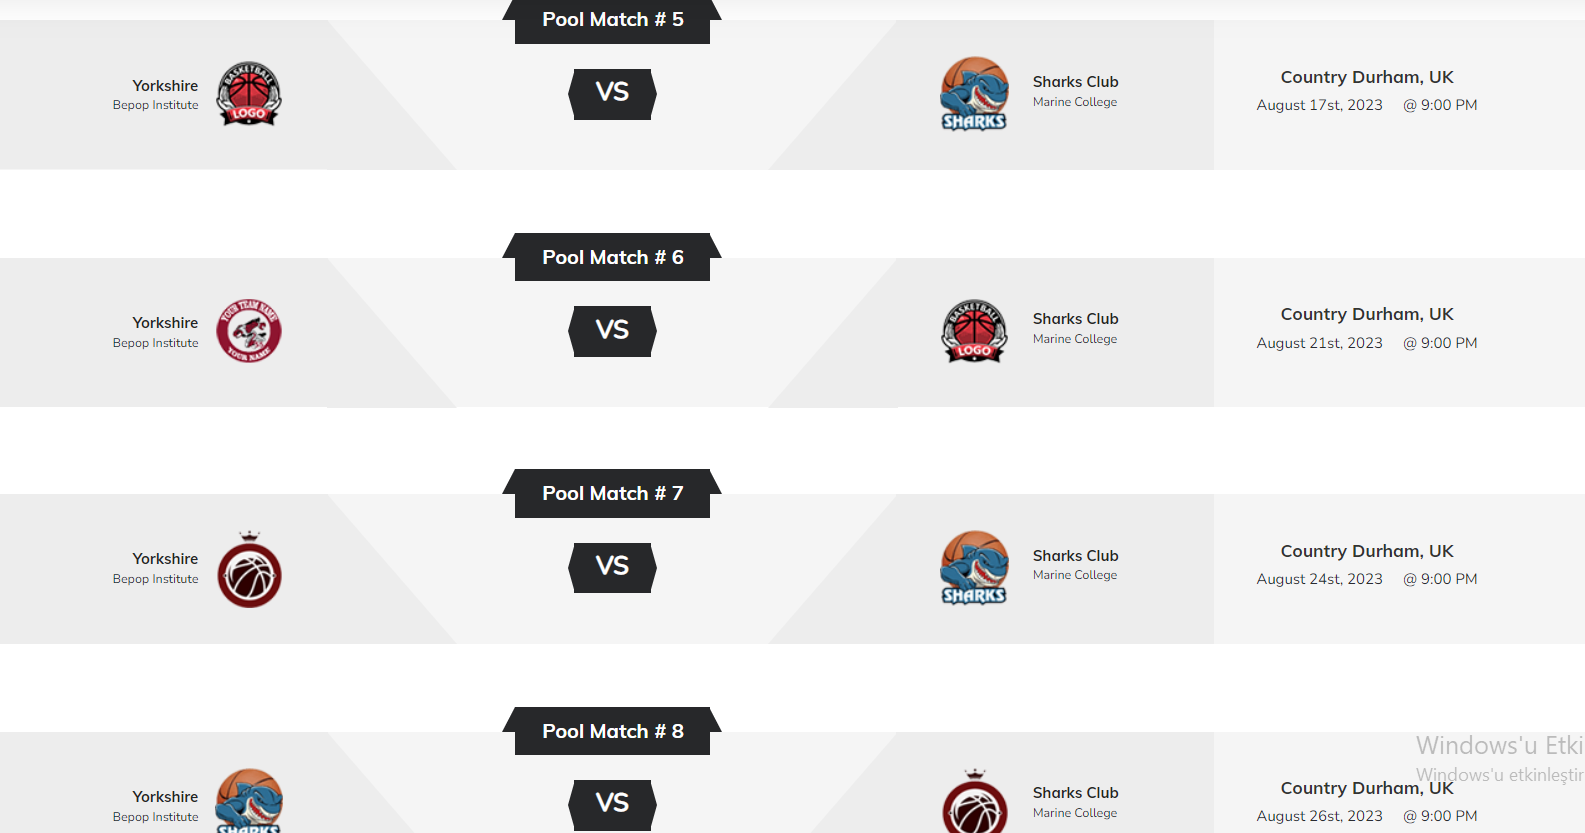 Pool Match # 5
Yorkshire
Bepop Institute
BASKETBALL
LOGO
VS
SHARKS
Sharks Club
Marine College
Country Durham, UK
August 17st, 2023 @ 9:00 PM
Pool Match # 6
Yorkshire
Bepop Institute
YOUR TEAM NAME
YOUR NAME
VS
BASKETBALL
LOGO
Sharks Club
Marine College
Country Durham, UK
August 21st, 2023 @ 9:00 PM
Pool Match # 7
Yorkshire
Bepop Institute
VS
SHARKS
Sharks Club
Marine College
Country Durham, UK
August 24st, 2023 @ 9:00 PM
Pool Match # 8
Yorkshire
Bepop Institute
SHARKS
VS
Sharks Club
Marine College
Windows'u Etki
Windows'u etkinleştir
Country Durham, UK
August 26st, 2023 @ 9:00 PM